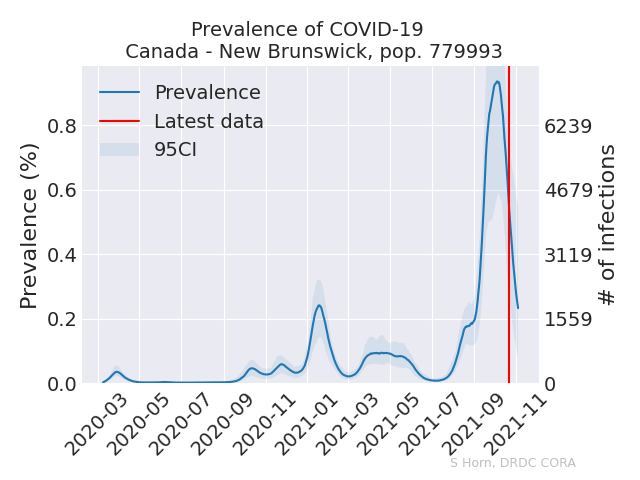 Prevalence of COVID-19
Canada - New Brunswick, pop. 779993
Prevalence
Latest data
95CI
Prevalence (%)
0.8
0.6
0.4
0.2
0.0
6239
4679
3119
1559
0
# of infections
2020-03
2020-05
2020-07
2020-09
2020-11
2021-01
2021-03
2021-05
2021-07
2021-09
2021-11
S Horn, DRDC CORA